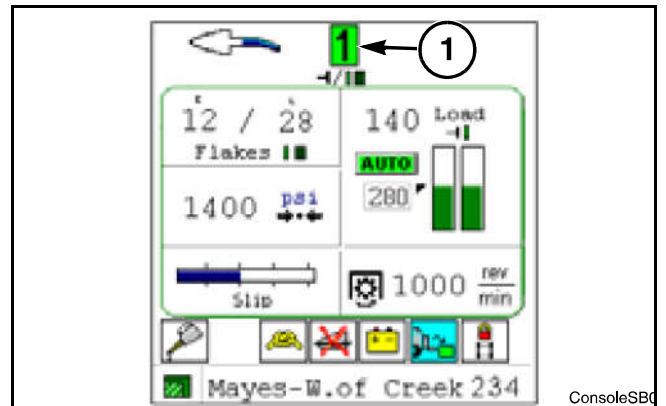 1
1
12 / 28
Flakes
140 Load
AUTO
280
1400 psi
Slip
1000 rev
min
Mayes-W.of Creek 234
ConsoleSB